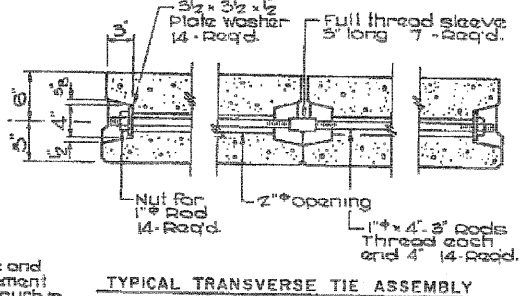 3½ x 3½ x ½
Plate washer
14-Req'd.
Full thread sleeve
5" long 7-Req'd.
3"
6"
4"
5"
Nut for
1"Φ Rod
14-Req'd.
2"Φ opening
1"Φ x 4'-3" Rods
Thread each
end 4" 14-Req'd.
and
TYPICAL TRANSVERSE TIE ASSEMBLY